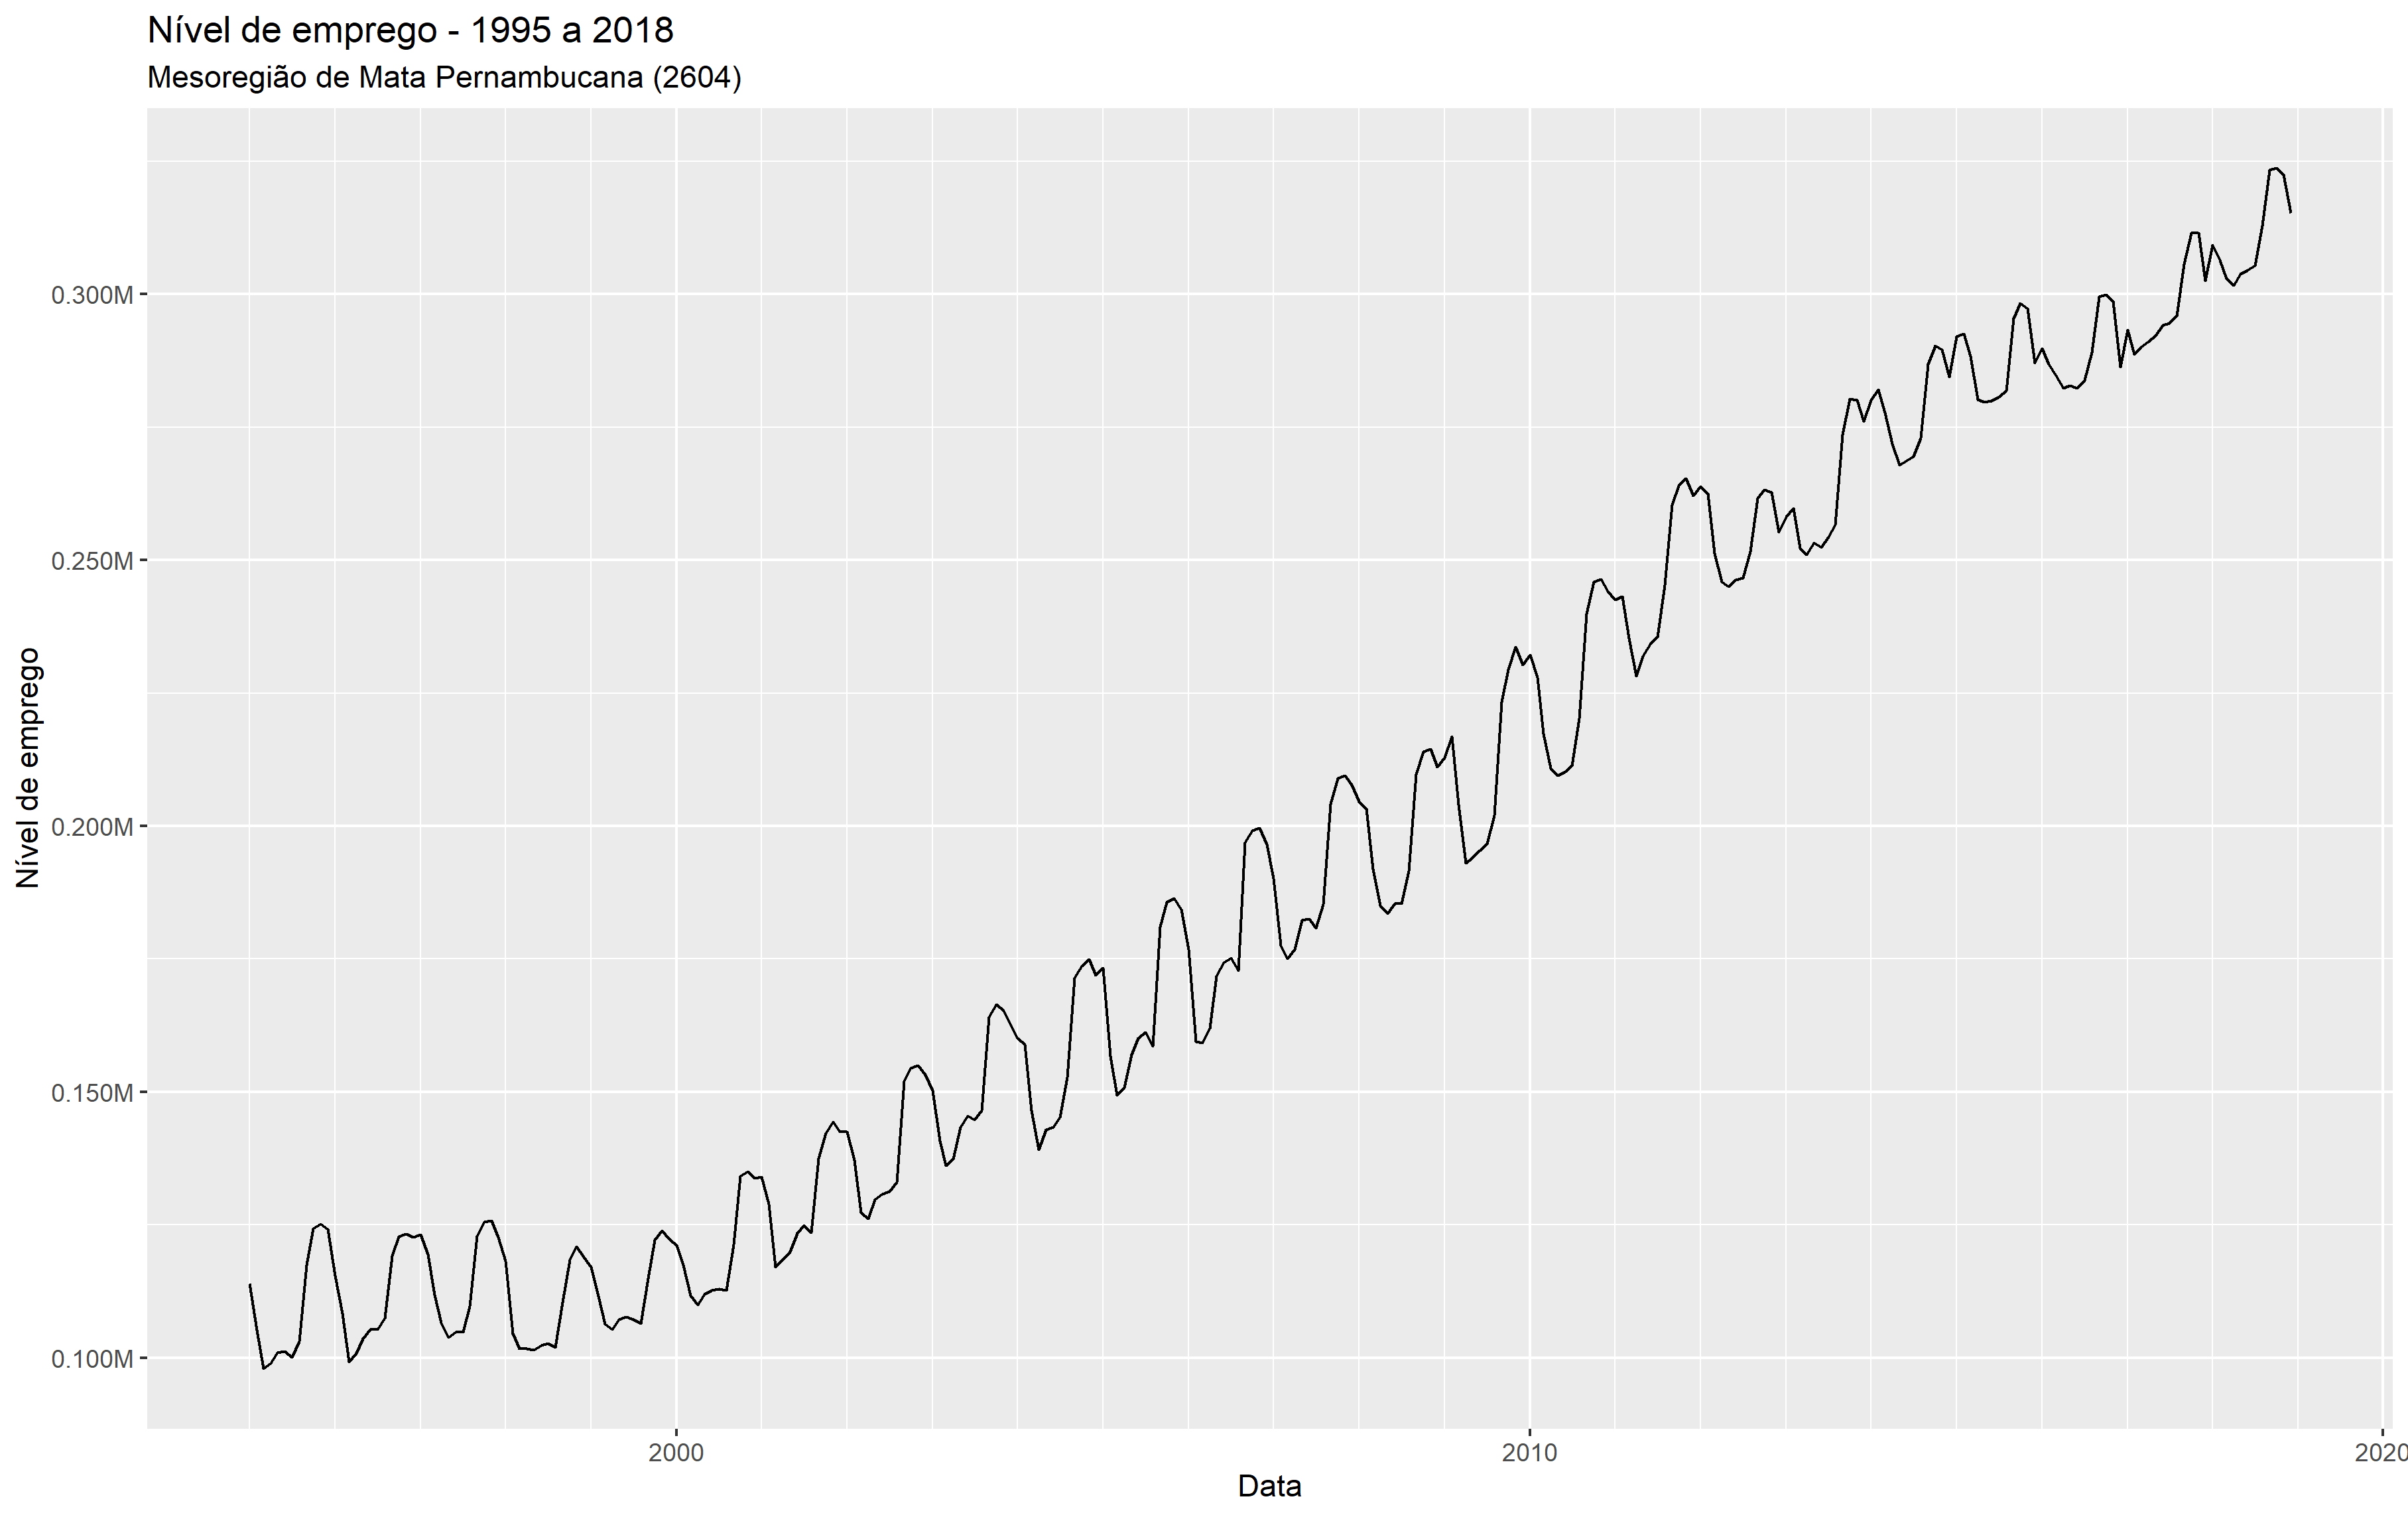 Nível de emprego - 1995 a 2018
Mesoregião de Mata Pernambucana (2604)
0.300M
0.250M
0.200M
0.150M
0.100M
Nível de emprego
2000
2010
2020
Data